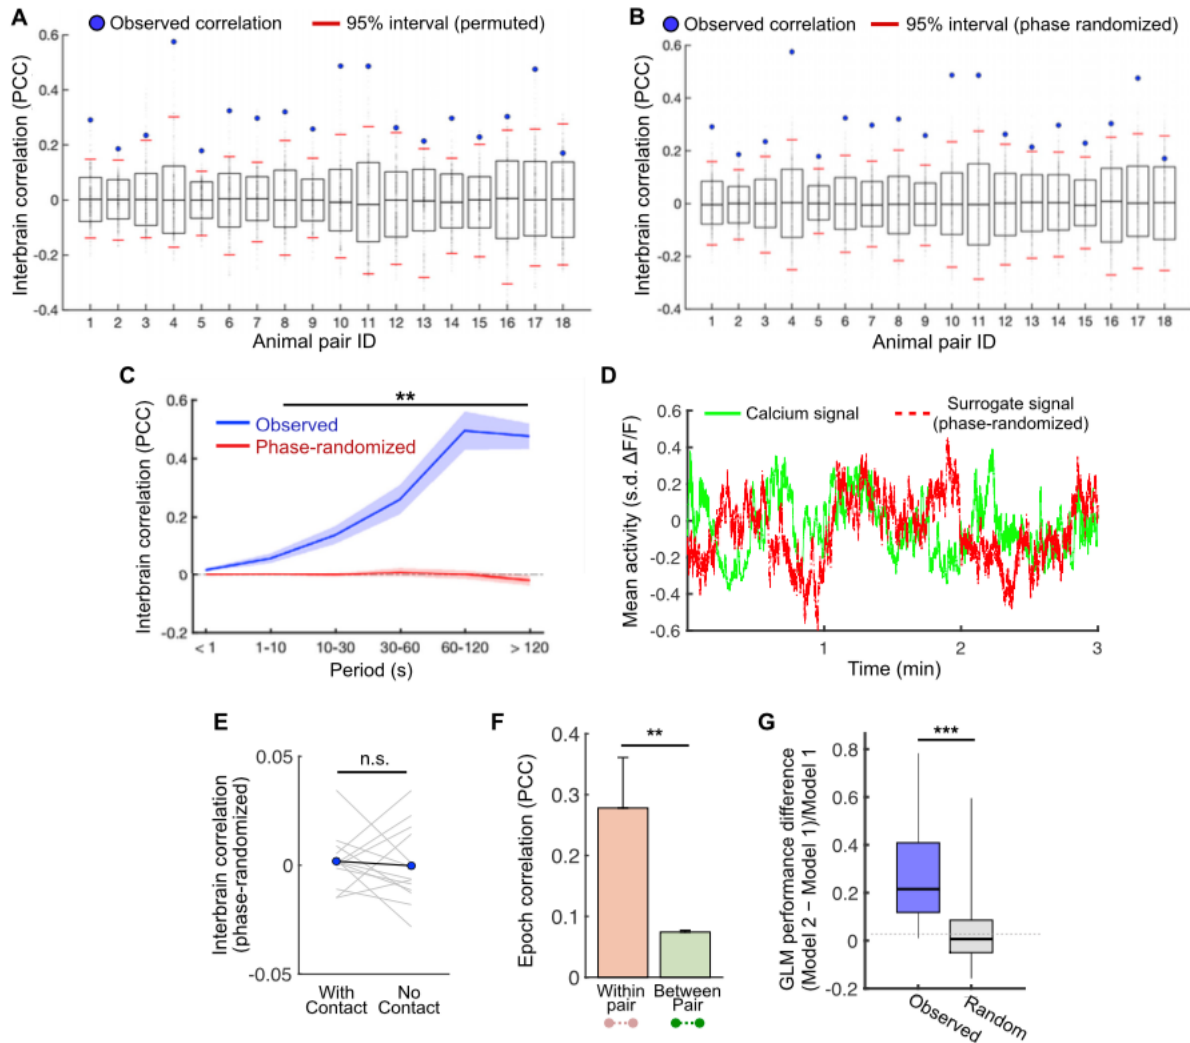 A
Observed correlation
95% interval (permuted)
Interbrain correlation (PCC)
0.6
0.4
0.2
0
-0.2
-0.4
1 2 3 4 5 6 7 8 9 10 11 12 13 14 15 16 17 18
Animal pair ID
B
Observed correlation
95% interval (phase randomized)
Interbrain correlation (PCC)
0.6
0.4
0.2
0
-0.2
-0.4
1 2 3 4 5 6 7 8 9 10 11 12 13 14 15 16 17 18
Animal pair ID
C
**
Observed
Phase-randomized
Interbrain correlation (PCC)
0.6
0.4
0.2
0
-0.2
< 1 1-10 10-30 30-60 60-120 > 120
Period (s)
D
Calcium signal
Surrogate signal
(phase-randomized)
Mean activity (s.d. ΔF/F)
0.6
0.4
0.2
0
-0.2
-0.4
-0.6
1 2 3
Time (min)
E
n.s.
Interbrain correlation
(phase-randomized)
0.05
0
-0.05
With
Contact
No
Contact
F
**
Epoch correlation (PCC)
0.4
0.3
0.2
0.1
0
Within
pair
Between
Pair
G
***
GLM performance difference
(Model 2 − Model 1)/Model 1
0.8
0.6
0.4
0.2
0
-0.2
Observed
Random